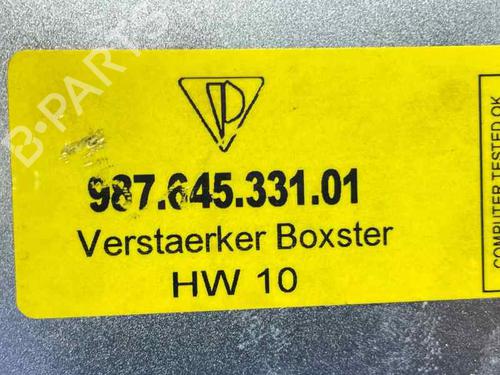 B-PARTS
P
987.645.331.01
Verstaerker Boxster
HW 10
COMPUTER TESTED OK